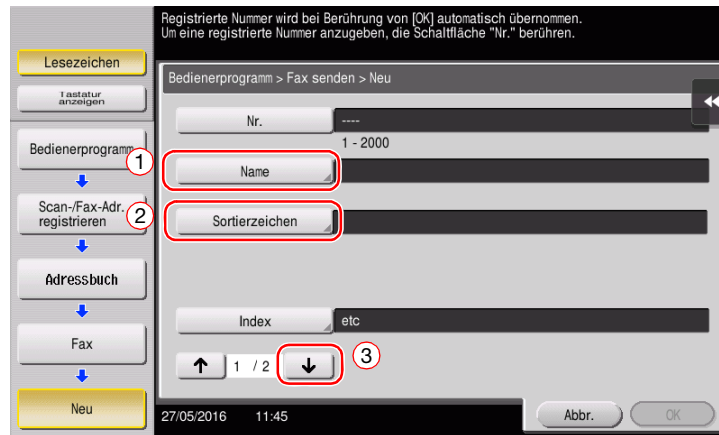 Registrierte Nummer wird bei Berührung von [OK] automatisch übernommen.
Um eine registrierte Nummer anzugeben, die Schaltfläche "Nr." berühren.
Lesezeichen
Tastatur
anzeigen
Bedienerprogramm
1
Scan-/Fax-Adr.
registrieren
2
Adressbuch
Fax
Neu
Bedienerprogramm > Fax senden > Neu
Nr.
----
1 - 2000
Name
Sortierzeichen
Index
etc
1 / 2
3
27/05/2016 11:45
Abbr.
OK